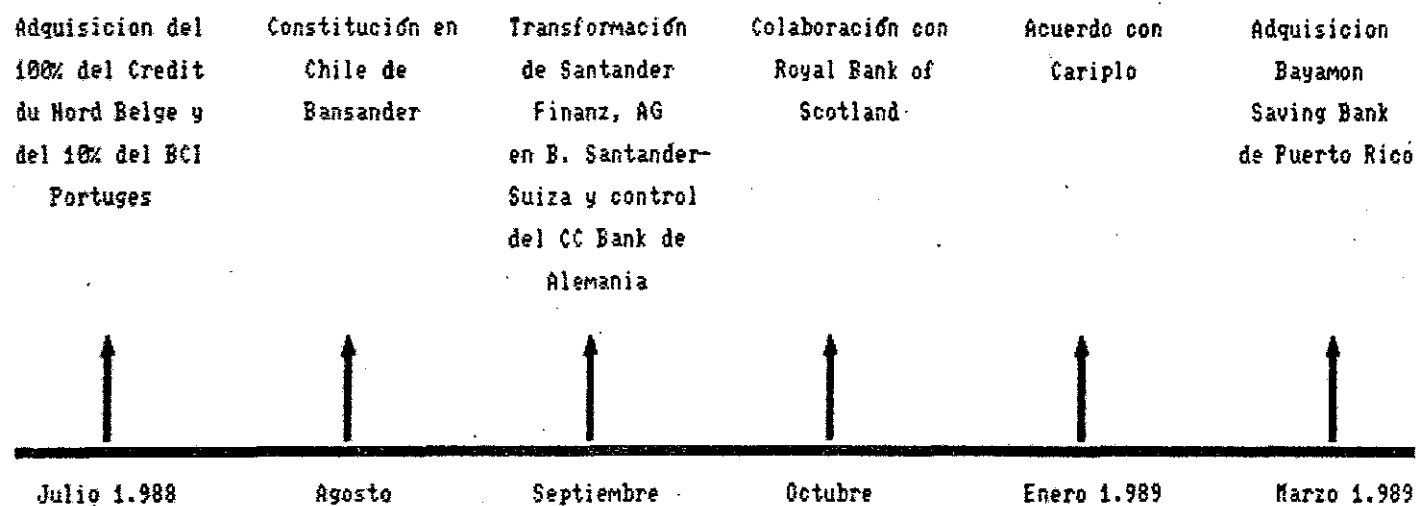 Adquisicion del
100% del Credit
du Nord Belge y
del 10% del BCI
Portuges
Constitución en
Chile de
Bansander
Transformación
de Santander
Finanz, AG
en B. Santander-
Suiza y control
del CC Bank de
Alemania
Colaboración con
Royal Bank of
Scotland
Acuerdo con
Cariplo
Adquisicion
Bayamon
Saving Bank
de Puerto Rico
Julio 1.988
Agosto
Septiembre
Octubre
Enero 1.989
Marzo 1.989